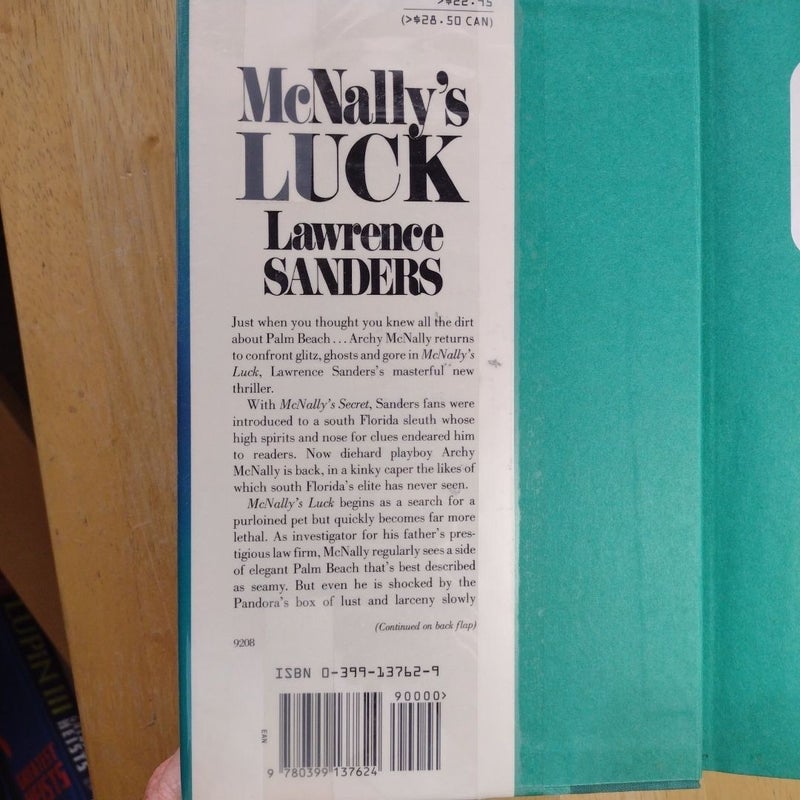 >$22.95
(>$28.50 CAN)
McNally's
LUCK
Lawrence
SANDERS
Just when you thought you knew all the dirt
about Palm Beach . . . Archy McNally returns
to confront glitz, ghosts and gore in McNally's
Luck, Lawrence Sanders's masterful new
thriller.
With McNally's Secret, Sanders fans were
introduced to a south Florida sleuth whose
high spirits and nose for clues endeared him
to readers. Now diehard playboy Archy
McNally is back, in a kinky caper the likes of
which south Florida's elite has never seen.
McNally's Luck begins as a search for a
purloined pet but quickly becomes far more
lethal. As investigator for his father's pres-
tigious law firm, McNally regularly sees a side
of elegant Palm Beach that's best described
as seamy. But even he is shocked by the
Pandora's box of lust and larceny slowly
(Continued on back flap)
9208
ISBN 0-399-13762-9
90000>
EAN
9 780399 137624
LUPIN III
HEISTS